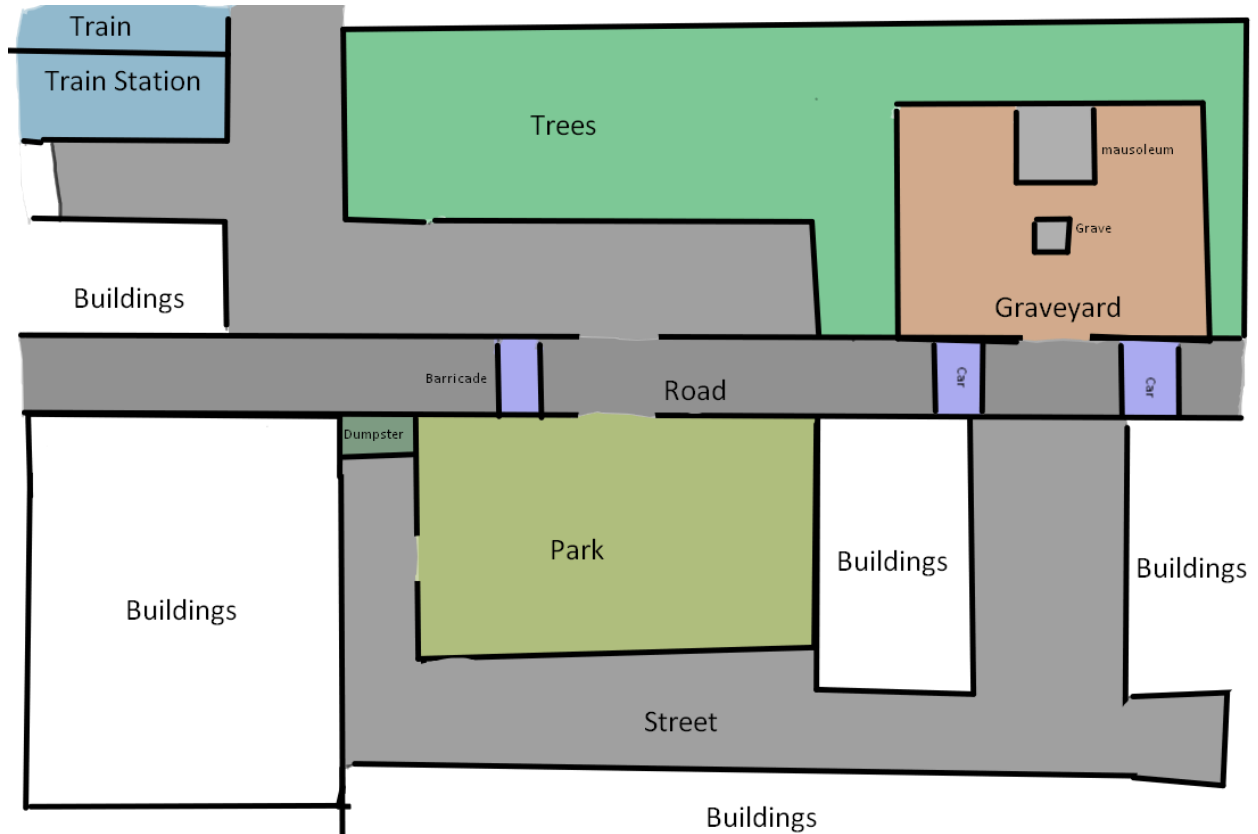 Train
Train Station
Trees
mausoleum
Grave
Buildings
Graveyard
Barricade
Road
Car
Car
Dumpster
Park
Buildings
Buildings
Buildings
Street
Buildings